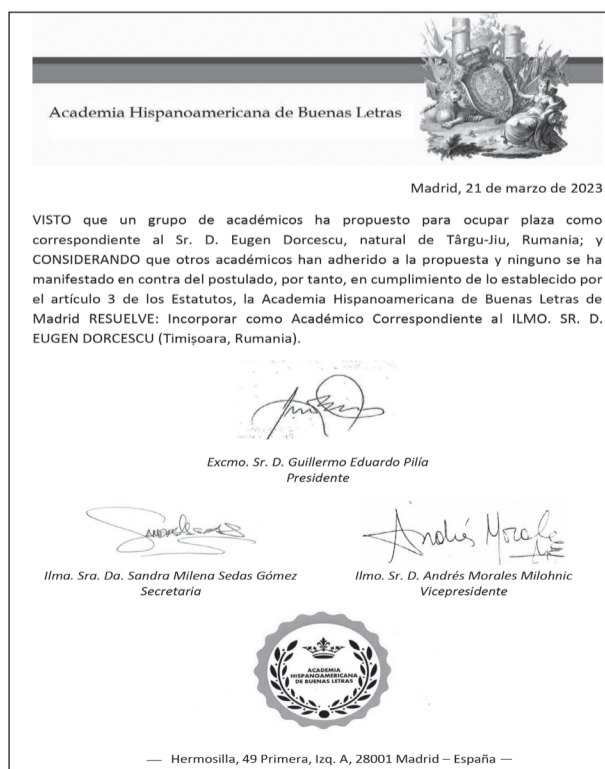 Academia Hispanoamericana de Buenas Letras
Madrid, 21 de marzo de 2023
VISTO que un grupo de académicos ha propuesto para ocupar plaza como
correspondiente al Sr. D. Eugen Dorcescu, natural de Târgu-Jiu, Rumania; y
CONSIDERANDO que otros académicos han adherido a la propuesta y ninguno se ha
manifestado en contra del postulado, por tanto, en cumplimiento de lo establecido por
el artículo 3 de los Estatutos, la Academia Hispanoamericana de Buenas Letras de
Madrid RESUELVE: Incorporar como Académico Correspondiente al ILMO. SR. D.
EUGEN DORCESCU (Timișoara, Rumania).
Excmo. Sr. D. Guillermo Eduardo Pilía
Presidente
Andrés Morales
Ilma. Sra. Da. Sandra Milena Sedas Gómez
Secretaria
Ilmo. Sr. D. Andrés Morales Milohnic
Vicepresidente
ACADEMIA
HISPANOAMERICANA
DE BUENAS LETRAS
— Hermosilla, 49 Primera, Izq. A, 28001 Madrid – España —